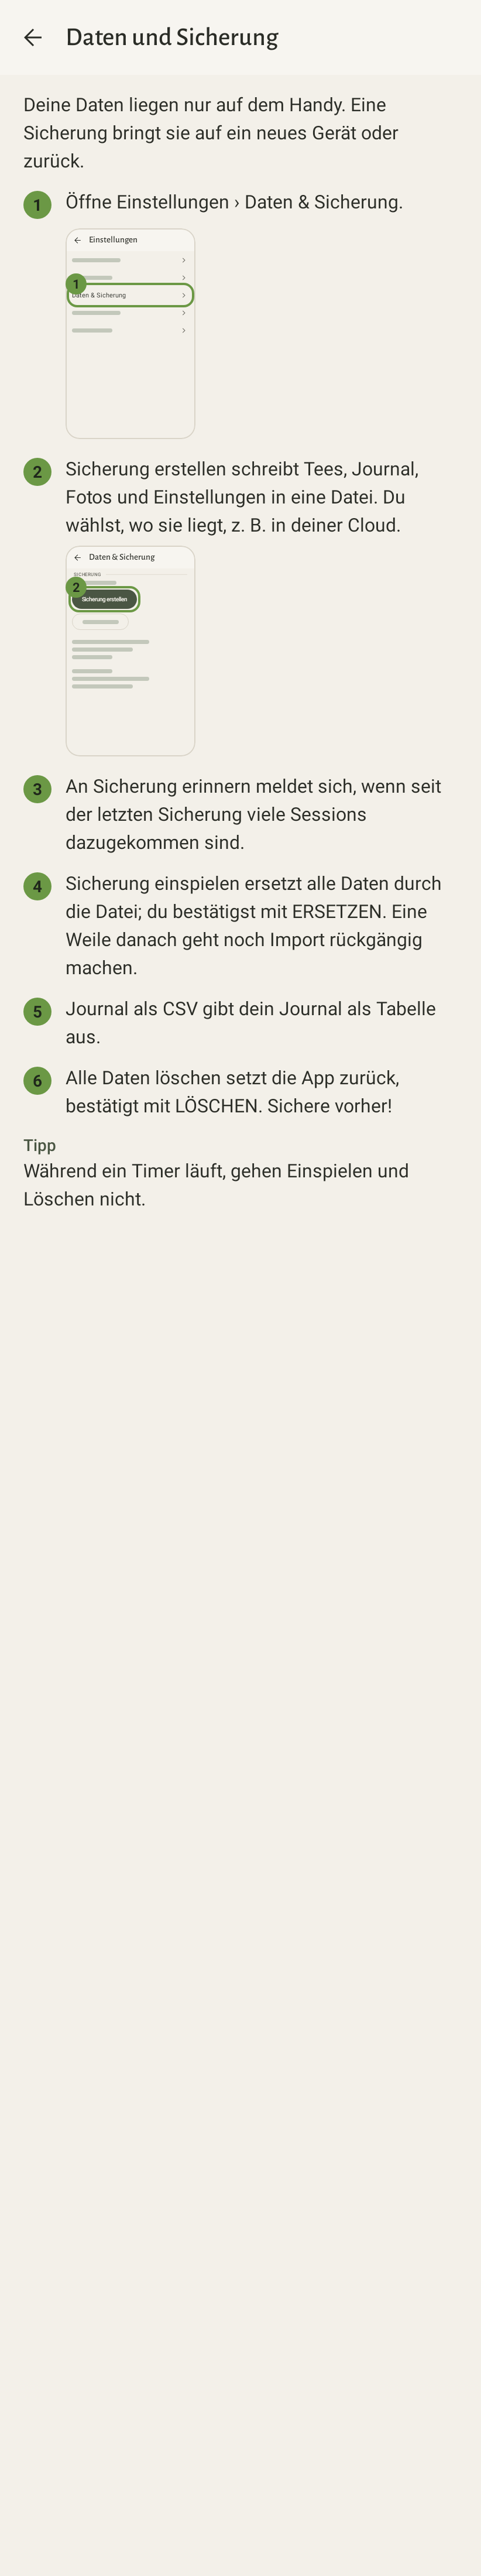 Daten und Sicherung
Deine Daten liegen nur auf dem Handy. Eine
Sicherung bringt sie auf ein neues Gerät oder
zurück.
1 Öffne Einstellungen › Daten & Sicherung.
Einstellungen
1
Daten & Sicherung
2 Sicherung erstellen schreibt Tees, Journal,
Fotos und Einstellungen in eine Datei. Du
wählst, wo sie liegt, z. B. in deiner Cloud.
Daten & Sicherung
SICHERUNG
2
Sicherung erstellen
3 An Sicherung erinnern meldet sich, wenn seit
der letzten Sicherung viele Sessions
dazugekommen sind.
4 Sicherung einspielen ersetzt alle Daten durch
die Datei; du bestätigst mit ERSETZEN. Eine
Weile danach geht noch Import rückgängig
machen.
5 Journal als CSV gibt dein Journal als Tabelle
aus.
6 Alle Daten löschen setzt die App zurück,
bestätigt mit LÖSCHEN. Sichere vorher!
Tipp
Während ein Timer läuft, gehen Einspielen und
Löschen nicht.